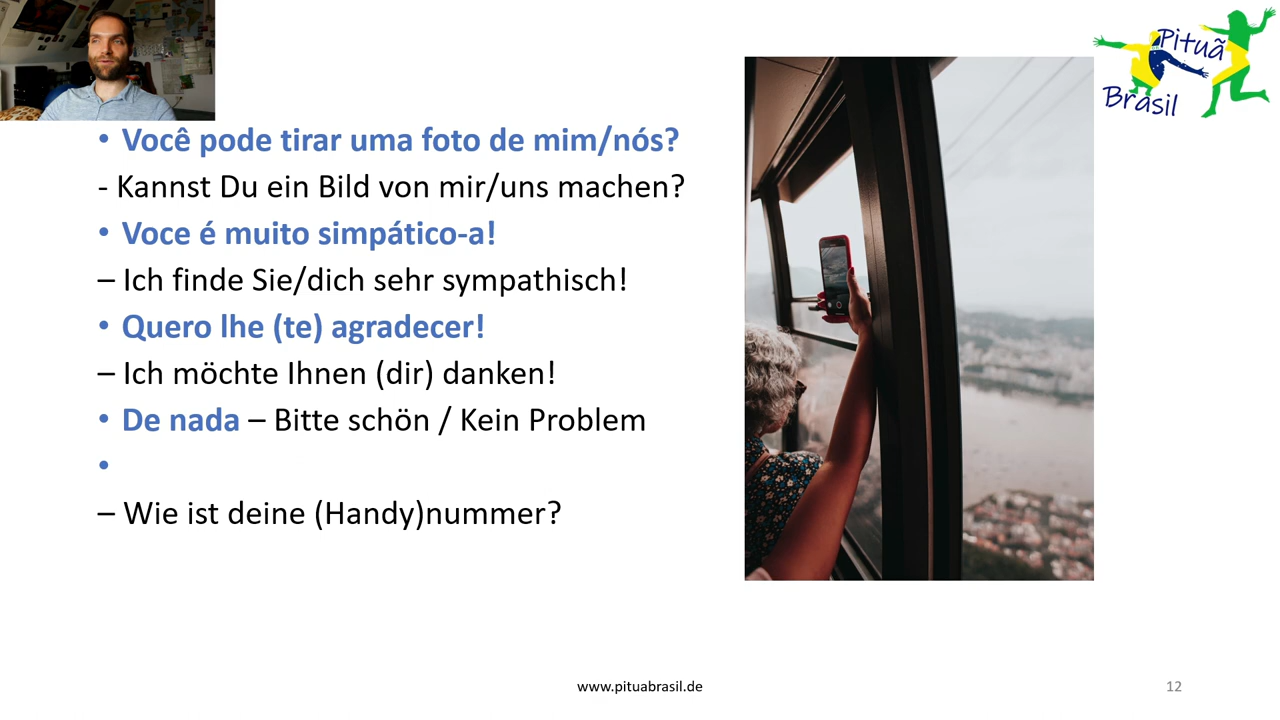 Pituã
Brasil
• Você pode tirar uma foto de mim/nós?
- Kannst Du ein Bild von mir/uns machen?
• Voce é muito simpático-a!
– Ich finde Sie/dich sehr sympathisch!
• Quero lhe (te) agradecer!
– Ich möchte Ihnen (dir) danken!
• De nada – Bitte schön / Kein Problem
•
– Wie ist deine (Handy)nummer?
www.pituabrasil.de
12